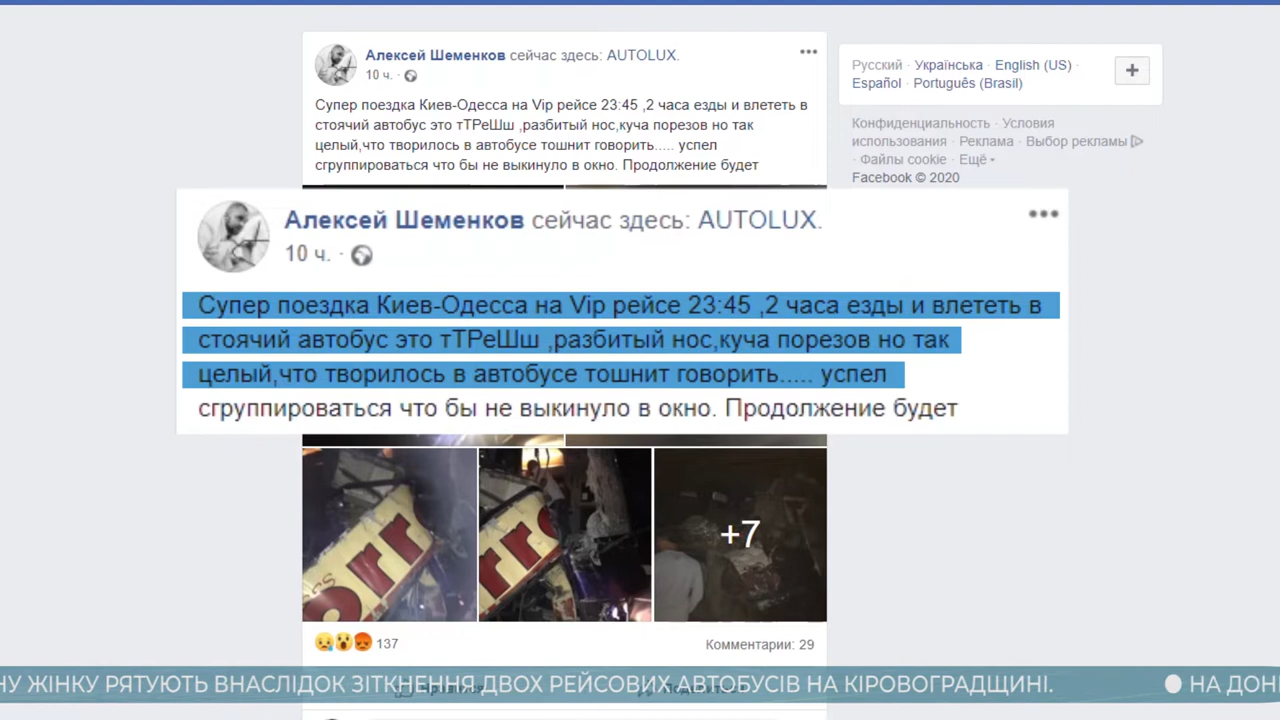 Алексей Шеменков сейчас здесь: AUTOLUX.
10 ч. ·
Супер поездка Киев-Одесса на Vip рейсе 23:45 ,2 часа езды и влететь в
стоячий автобус это тТРеШш ,разбитый нос,куча порезов но так
целый,что творилось в автобусе тошнит говорить..... успел
сгруппироваться что бы не выкинуло в окно. Продолжение будет
Русский · Українська · English (US) ·
Español · Português (Brasil)
+
Конфиденциальность · Условия
использования · Реклама · Выбор рекламы
· Файлы cookie · Ещё
Facebook © 2020
Алексей Шеменков сейчас здесь: AUTOLUX.
10 ч. ·
Супер поездка Киев-Одесса на Vip рейсе 23:45 ,2 часа езды и влететь в
стоячий автобус это тТРеШш ,разбитый нос,куча порезов но так
целый,что творилось в автобусе тошнит говорить..... успел
сгруппироваться что бы не выкинуло в окно. Продолжение будет
orr
rr
+7
137
Комментарии: 29
НУ ЖІНКУ РЯТУЮТЬ ВНАСЛІДОК ЗІТКНЕННЯ ДВОХ РЕЙСОВИХ АВТОБУСІВ НА КІРОВОГРАДЩИНІ. НА ДОН